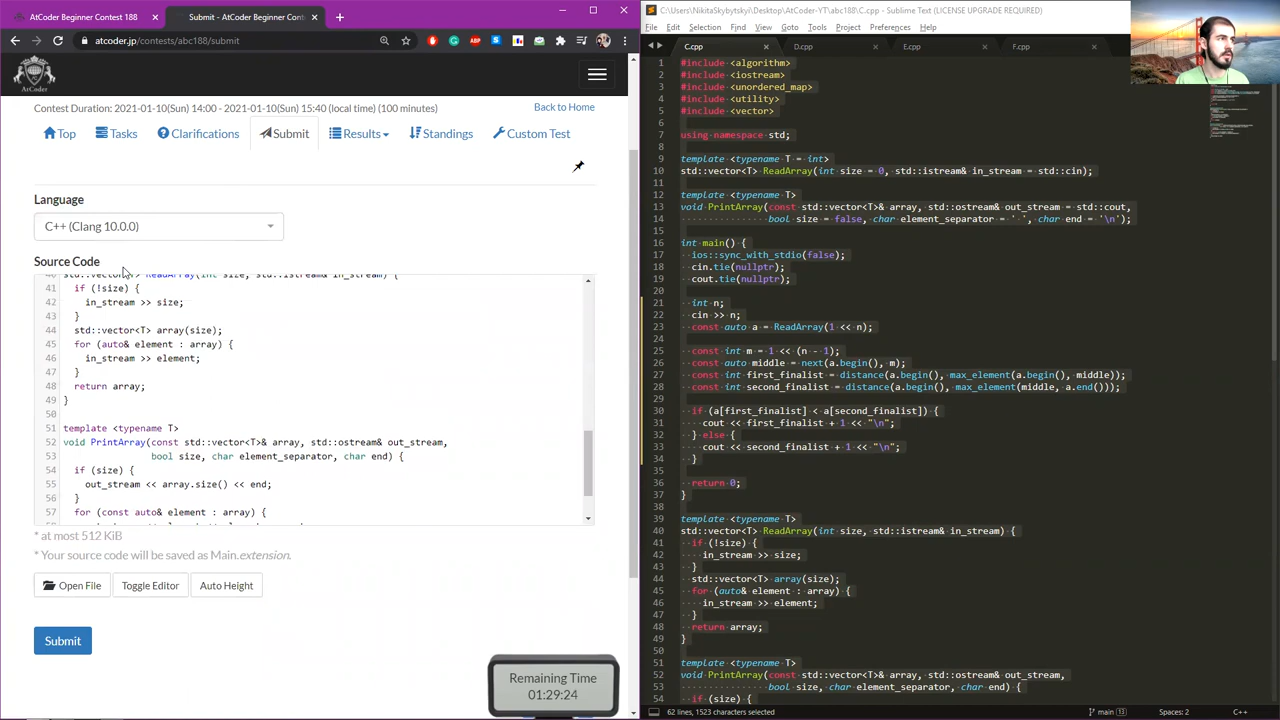 AtCoder Beginner Contest 188
Submit - AtCoder Beginner Contes
C:\Users\NikitaSkybytskyi\Desktop\AtCoder-YT\abc188\C.cpp - Sublime Text (LICENSE UPGRADE REQUIRED)
atcoder.jp/contests/abc188/submit
File Edit Selection Find View Goto Tools Project Preferences Help
C.cpp D.cpp E.cpp F.cpp
Contest Duration: 2021-01-10(Sun) 14:00 - 2021-01-10(Sun) 15:40 (local time) (100 minutes)
Back to Home
Top Tasks Clarifications Submit Results Standings Custom Test
Language
C++ (Clang 10.0.0)
Source Code
41 if (!size) {
42 in_stream >> size;
43 }
44 std::vector<T> array(size);
45 for (auto& element : array) {
46 in_stream >> element;
47 }
48 return array;
49 }
50
51 template <typename T>
52 void PrintArray(const std::vector<T>& array, std::ostream& out_stream,
53 bool size, char element_separator, char end) {
54 if (size) {
55 out_stream << array.size() << end;
56 }
57 for (const auto& element : array) {
* at most 512 KiB
* Your source code will be saved as Main.extension.
Open File Toggle Editor Auto Height
Submit
Remaining Time
01:29:24
1 #include <algorithm>
2 #include <iostream>
3 #include <unordered_map>
4 #include <utility>
5 #include <vector>
6
7 using namespace std;
8
9 template <typename T = int>
10 std::vector<T> ReadArray(int size = 0, std::istream& in_stream = std::cin);
11
12 template <typename T>
13 void PrintArray(const std::vector<T>& array, std::ostream& out_stream = std::cout,
14 bool size = false, char element_separator = ' ', char end = '\n');
15
16 int main() {
17 ios::sync_with_stdio(false);
18 cin.tie(nullptr);
19 cout.tie(nullptr);
20
21 int n;
22 cin >> n;
23 const auto a = ReadArray(1 << n);
24
25 const int m = 1 << (n - 1);
26 const auto middle = next(a.begin(), m);
27 const int first_finalist = distance(a.begin(), max_element(a.begin(), middle));
28 const int second_finalist = distance(a.begin(), max_element(middle, a.end()));
29
30 if (a[first_finalist] < a[second_finalist]) {
31 cout << first_finalist + 1 << "\n";
32 } else {
33 cout << second_finalist + 1 << "\n";
34 }
35
36 return 0;
37 }
38
39 template <typename T>
40 std::vector<T> ReadArray(int size, std::istream& in_stream) {
41 if (!size) {
42 in_stream >> size;
43 }
44 std::vector<T> array(size);
45 for (auto& element : array) {
46 in_stream >> element;
47 }
48 return array;
49 }
50
51 template <typename T>
52 void PrintArray(const std::vector<T>& array, std::ostream& out_stream,
53 bool size, char element_separator, char end) {
54 if (size) {
62 lines, 1523 characters selected
main 13
Spaces: 2
C++